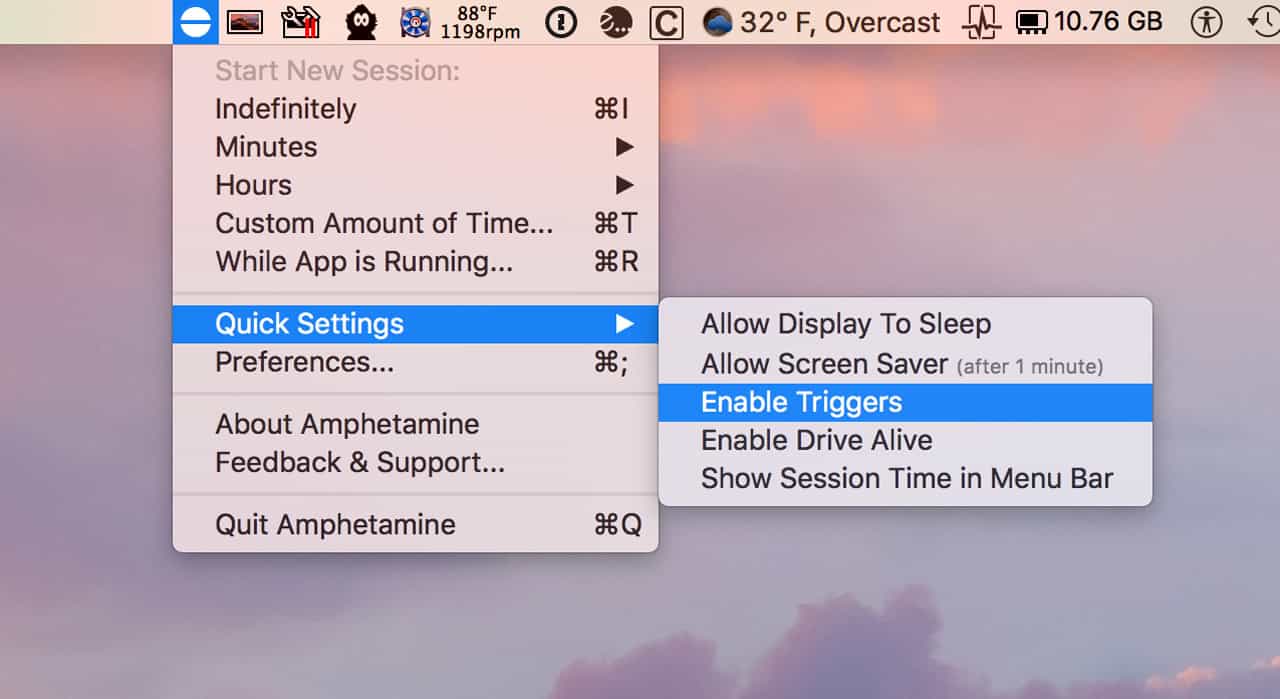 88°F
1198rpm
C
32° F, Overcast
10.76 GB
Start New Session:
Indefinitely ⌘I
Minutes ▶
Hours ▶
Custom Amount of Time... ⌘T
While App is Running... ⌘R
Quick Settings ▶
Preferences... ⌘;
About Amphetamine
Feedback & Support...
Quit Amphetamine ⌘Q
Allow Display To Sleep
Allow Screen Saver (after 1 minute)
Enable Triggers
Enable Drive Alive
Show Session Time in Menu Bar